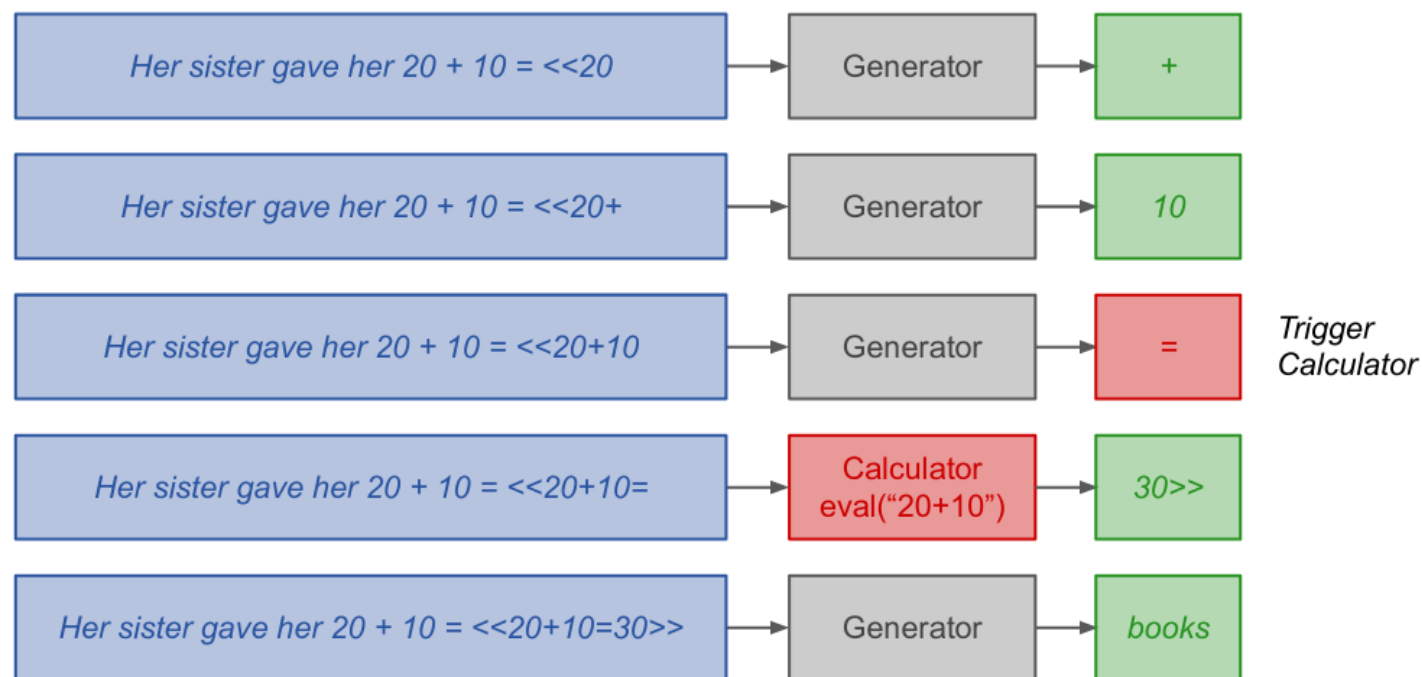 Her sister gave her 20 + 10 = <<20
Generator
+
Her sister gave her 20 + 10 = <<20+
Generator
10
Her sister gave her 20 + 10 = <<20+10
Generator
=
Trigger
Calculator
Her sister gave her 20 + 10 = <<20+10=
Calculator
eval(“20+10”)
30>>
Her sister gave her 20 + 10 = <<20+10=30>>
Generator
books